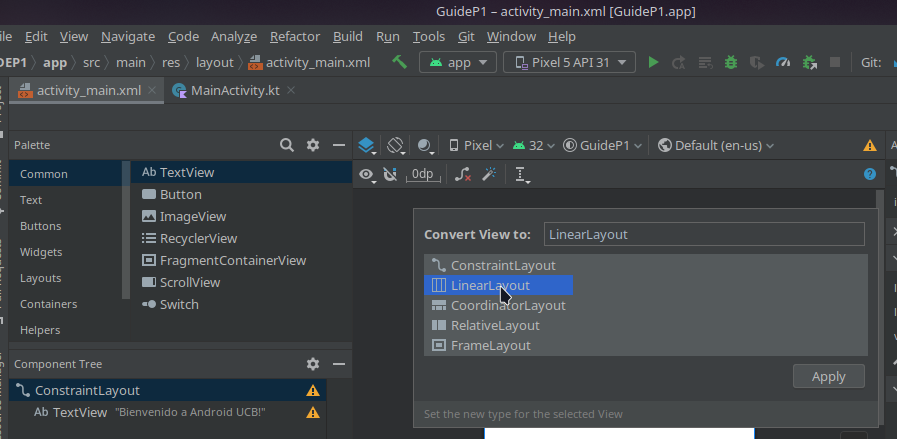 GuideP1 – activity_main.xml [GuideP1.app]
Edit View Navigate Code Analyze Refactor Build Run Tools Git Window Help
app src main res layout activity_main.xml app Pixel 5 API 31 Git:
activity_main.xml MainActivity.kt
Palette Pixel 32 GuideP1 Default (en-us)
0dp
Common
Text
Buttons
Widgets
Layouts
Containers
Helpers
Ab TextView
Button
ImageView
RecyclerView
FragmentContainerView
ScrollView
Switch
Convert View to: LinearLayout
ConstraintLayout
LinearLayout
CoordinatorLayout
RelativeLayout
FrameLayout
Apply
Set the new type for the selected View
Component Tree
ConstraintLayout
Ab TextView "Bienvenido a Android UCB!"